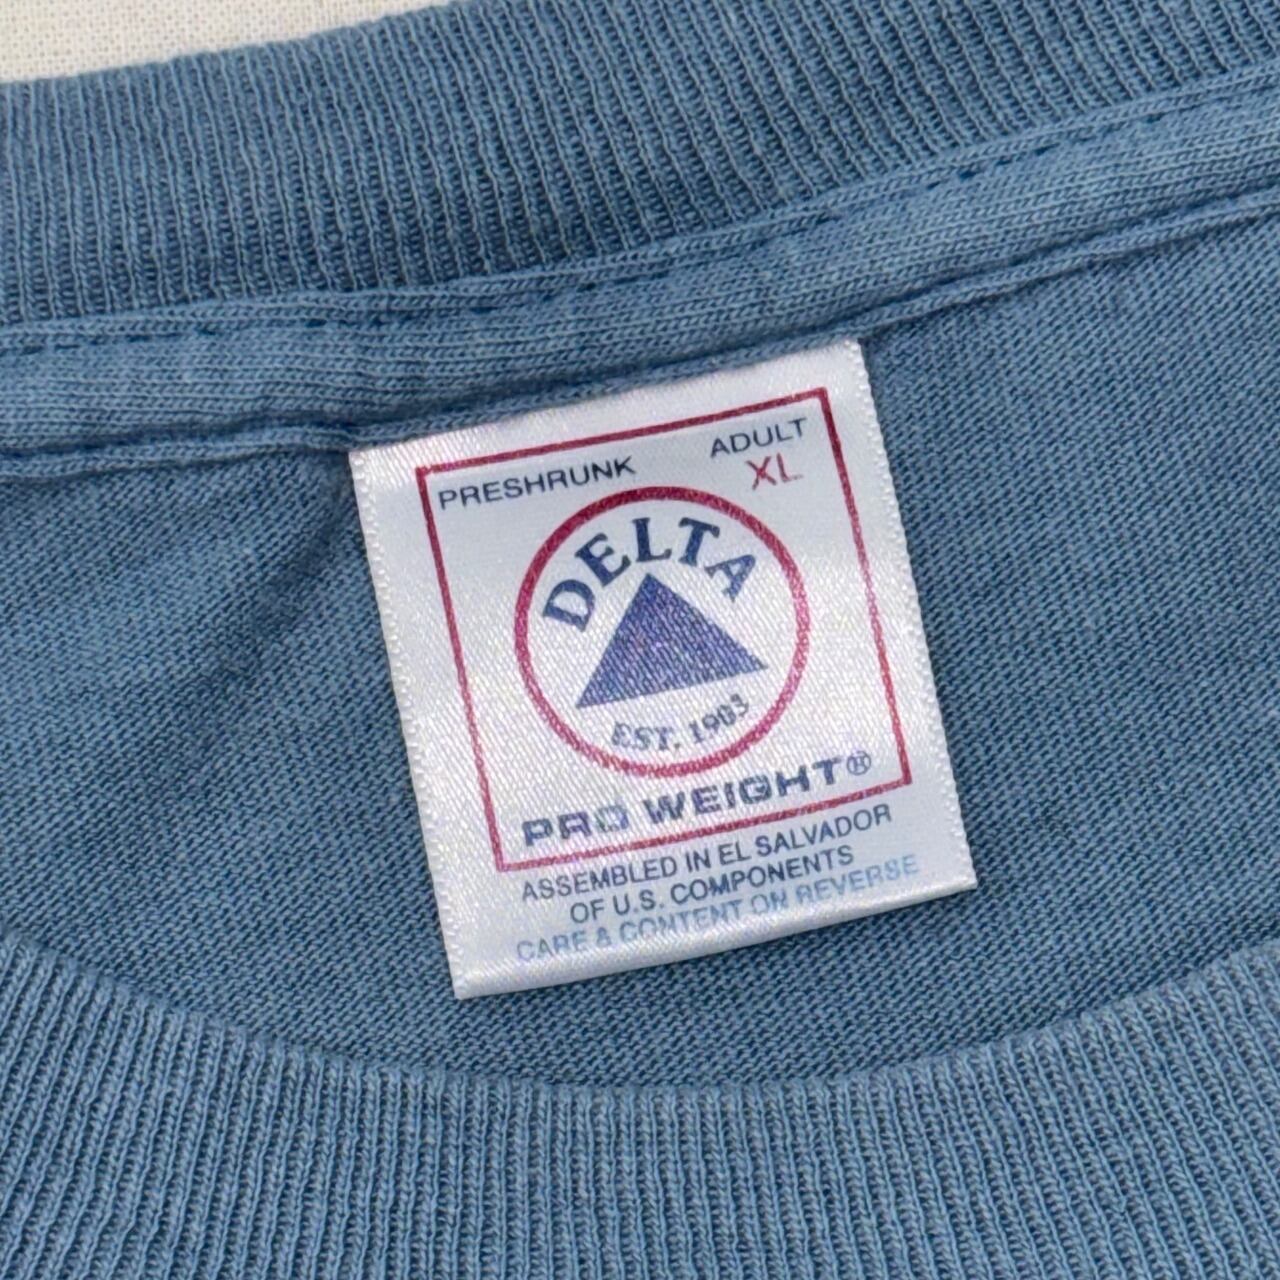 PRESHRUNK
ADULT
XL
DELTA
EST. 1903
PRO WEIGHT®
ASSEMBLED IN EL SALVADOR
OF U.S. COMPONENTS
CARE & CONTENT ON REVERSE